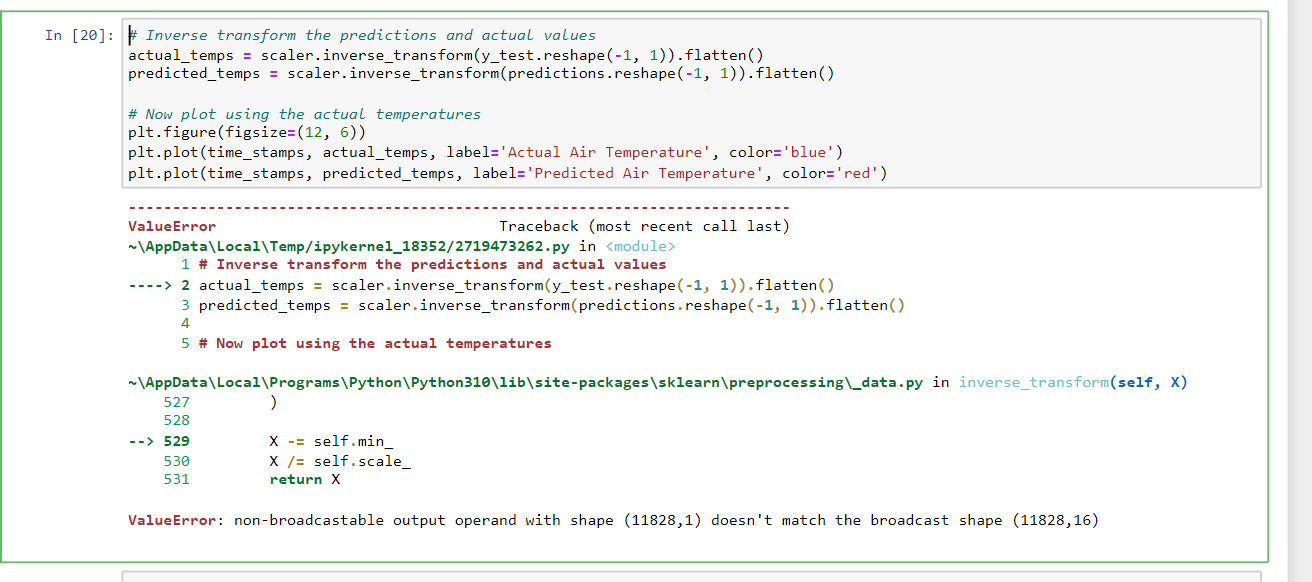 In [20]:
# Inverse transform the predictions and actual values
actual_temps = scaler.inverse_transform(y_test.reshape(-1, 1)).flatten()
predicted_temps = scaler.inverse_transform(predictions.reshape(-1, 1)).flatten()
# Now plot using the actual temperatures
plt.figure(figsize=(12, 6))
plt.plot(time_stamps, actual_temps, label='Actual Air Temperature', color='blue')
plt.plot(time_stamps, predicted_temps, label='Predicted Air Temperature', color='red')
---------------------------------------------------------------------------
ValueError Traceback (most recent call last)
~\AppData\Local\Temp/ipykernel_18352/2719473262.py in <module>
1 # Inverse transform the predictions and actual values
----> 2 actual_temps = scaler.inverse_transform(y_test.reshape(-1, 1)).flatten()
3 predicted_temps = scaler.inverse_transform(predictions.reshape(-1, 1)).flatten()
4
5 # Now plot using the actual temperatures
~\AppData\Local\Programs\Python\Python310\lib\site-packages\sklearn\preprocessing\_data.py in inverse_transform(self, X)
527 )
528
--> 529 X -= self.min_
530 X /= self.scale_
531 return X
ValueError: non-broadcastable output operand with shape (11828,1) doesn't match the broadcast shape (11828,16)